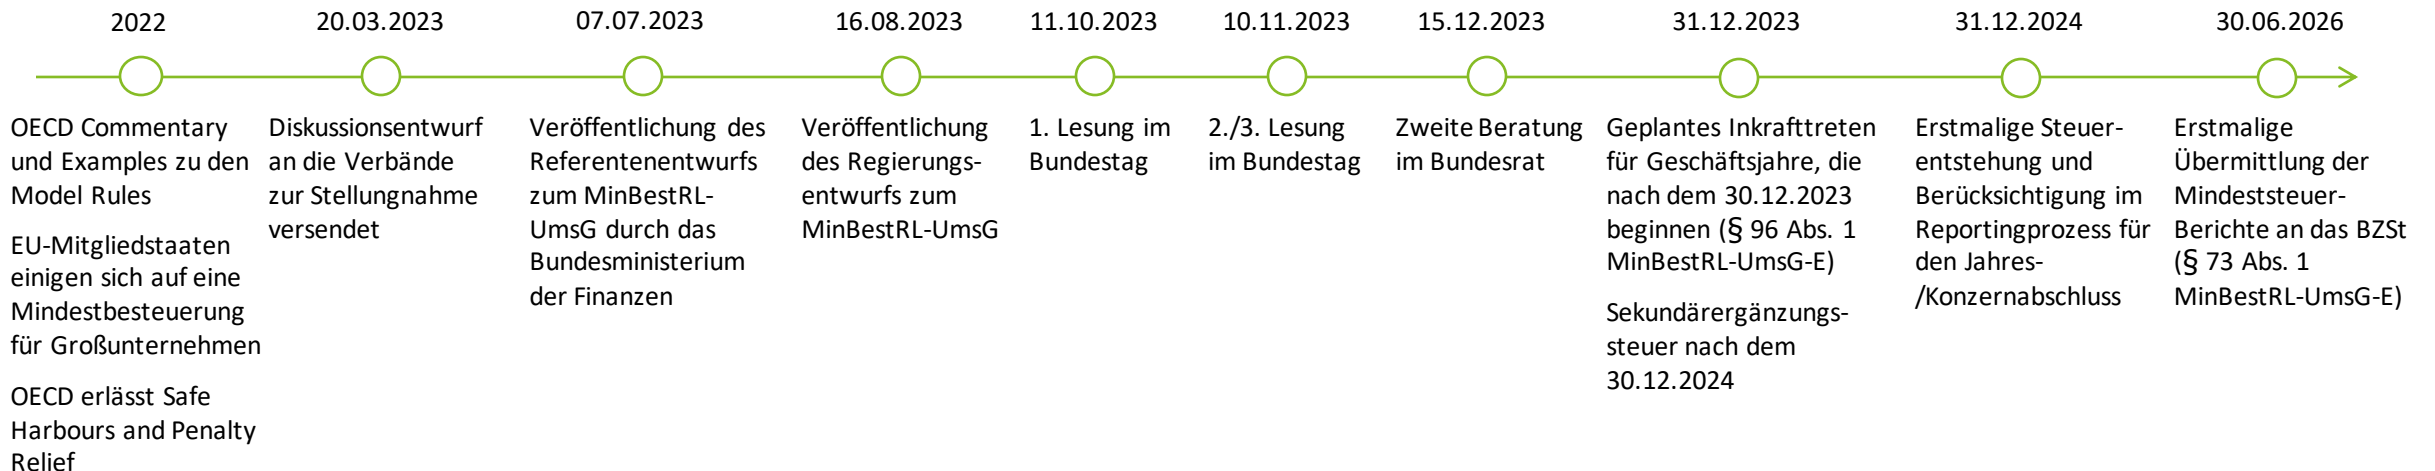 2022
OECD Commentary
und Examples zu den
Model Rules
EU-Mitgliedstaaten
einigen sich auf eine
Mindestbesteuerung
für Großunternehmen
OECD erlässt Safe
Harbours and Penalty
Relief
20.03.2023
Diskussionsentwurf
an die Verbände
zur Stellungnahme
versendet
07.07.2023
Veröffentlichung des
Referentenentwurfs
zum MinBestRL-
UmsG durch das
Bundesministerium
der Finanzen
16.08.2023
Veröffentlichung
des Regierungs-
entwurfs zum
MinBestRL-UmsG
11.10.2023
1. Lesung im
Bundestag
10.11.2023
2./3. Lesung
im Bundestag
15.12.2023
Zweite Beratung
im Bundesrat
31.12.2023
Geplantes Inkrafttreten
für Geschäftsjahre, die
nach dem 30.12.2023
beginnen (§ 96 Abs. 1
MinBestRL-UmsG-E)
Sekundärergänzungs-
steuer nach dem
30.12.2024
31.12.2024
Erstmalige Steuer-
entstehung und
Berücksichtigung im
Reportingprozess für
den Jahres-
/Konzernabschluss
30.06.2026
Erstmalige
Übermittlung der
Mindeststeuer-
Berichte an das BZSt
(§ 73 Abs. 1
MinBestRL-UmsG-E)